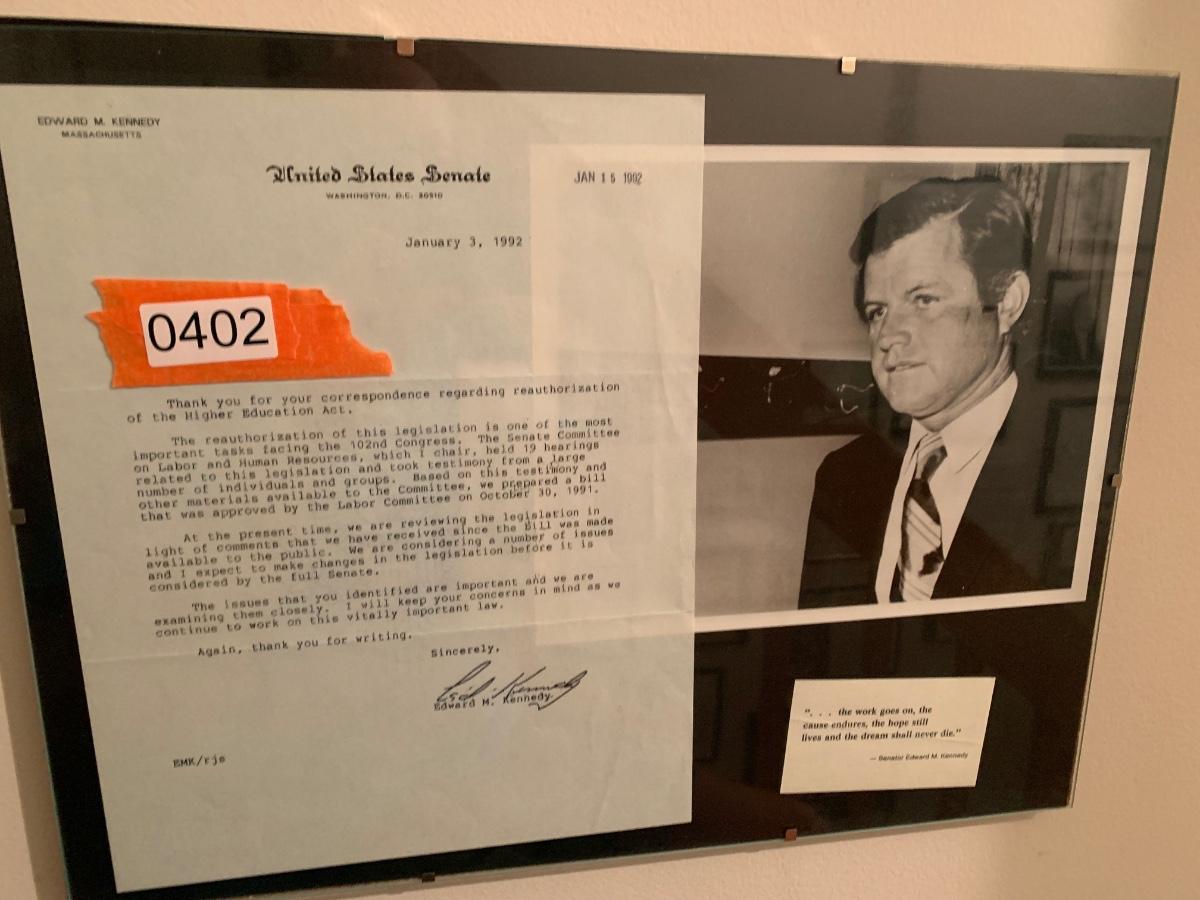 EDWARD M. KENNEDY
MASSACHUSETTS
United States Senate
WASHINGTON, D.C. 20510
JAN 15 1992
January 3, 1992
0402
Thank you for your correspondence regarding reauthorization
of the Higher Education Act.
The reauthorization of this legislation is one of the most
important tasks facing the 102nd Congress. The Senate Committee
on Labor and Human Resources, which I chair, held 19 hearings
related to this legislation and took testimony from a large
number of individuals and groups. Based on this testimony and
other materials available to the Committee, we prepared a bill
that was approved by the Labor Committee on October 30, 1991.
At the present time, we are reviewing the legislation in
light of comments that we have received since the Bill was made
available to the public. We are considering a number of issues
and I expect to make changes in the legislation before it is
considered by the full Senate.
The issues that you identified are important and we are
examining them closely. I will keep your concerns in mind as we
continue to work on this vitally important law.
Again, thank you for writing.
Sincerely,
Edward M. Kennedy
EMK/rjs
". . . the work goes on, the
cause endures, the hope still
lives and the dream shall never die."
— Senator Edward M. Kennedy